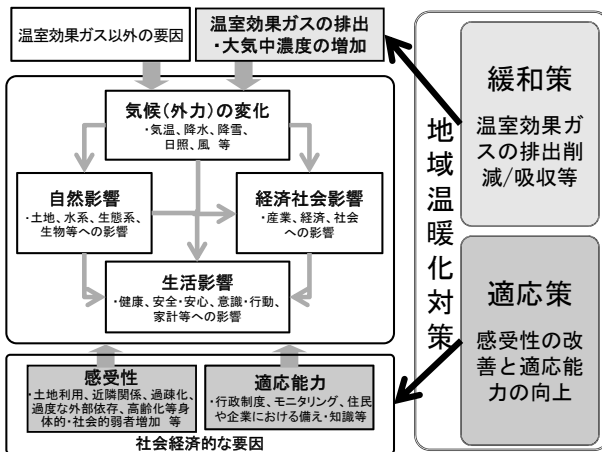 温室効果ガス以外の要因
温室効果ガスの排出
・大気中濃度の増加
気候(外力)の変化
・気温、降水、降雪、
日照、風 等
自然影響
・土地、水系、生態系、
生物等への影響
経済社会影響
・産業、経済、社会
への影響
生活影響
・健康、安全・安心、意識・行動、
家計等への影響
感受性
・土地利用、近隣関係、過疎化、
過度な外部依存、高齢化等身
体的・社会的弱者増加 等
適応能力
・行政制度、モニタリング、住民
や企業における備え・知識等
社会経済的な要因
地域温暖化対策
緩和策
温室効果ガ
スの排出削
減/吸収等
適応策
感受性の改
善と適応能
力の向上